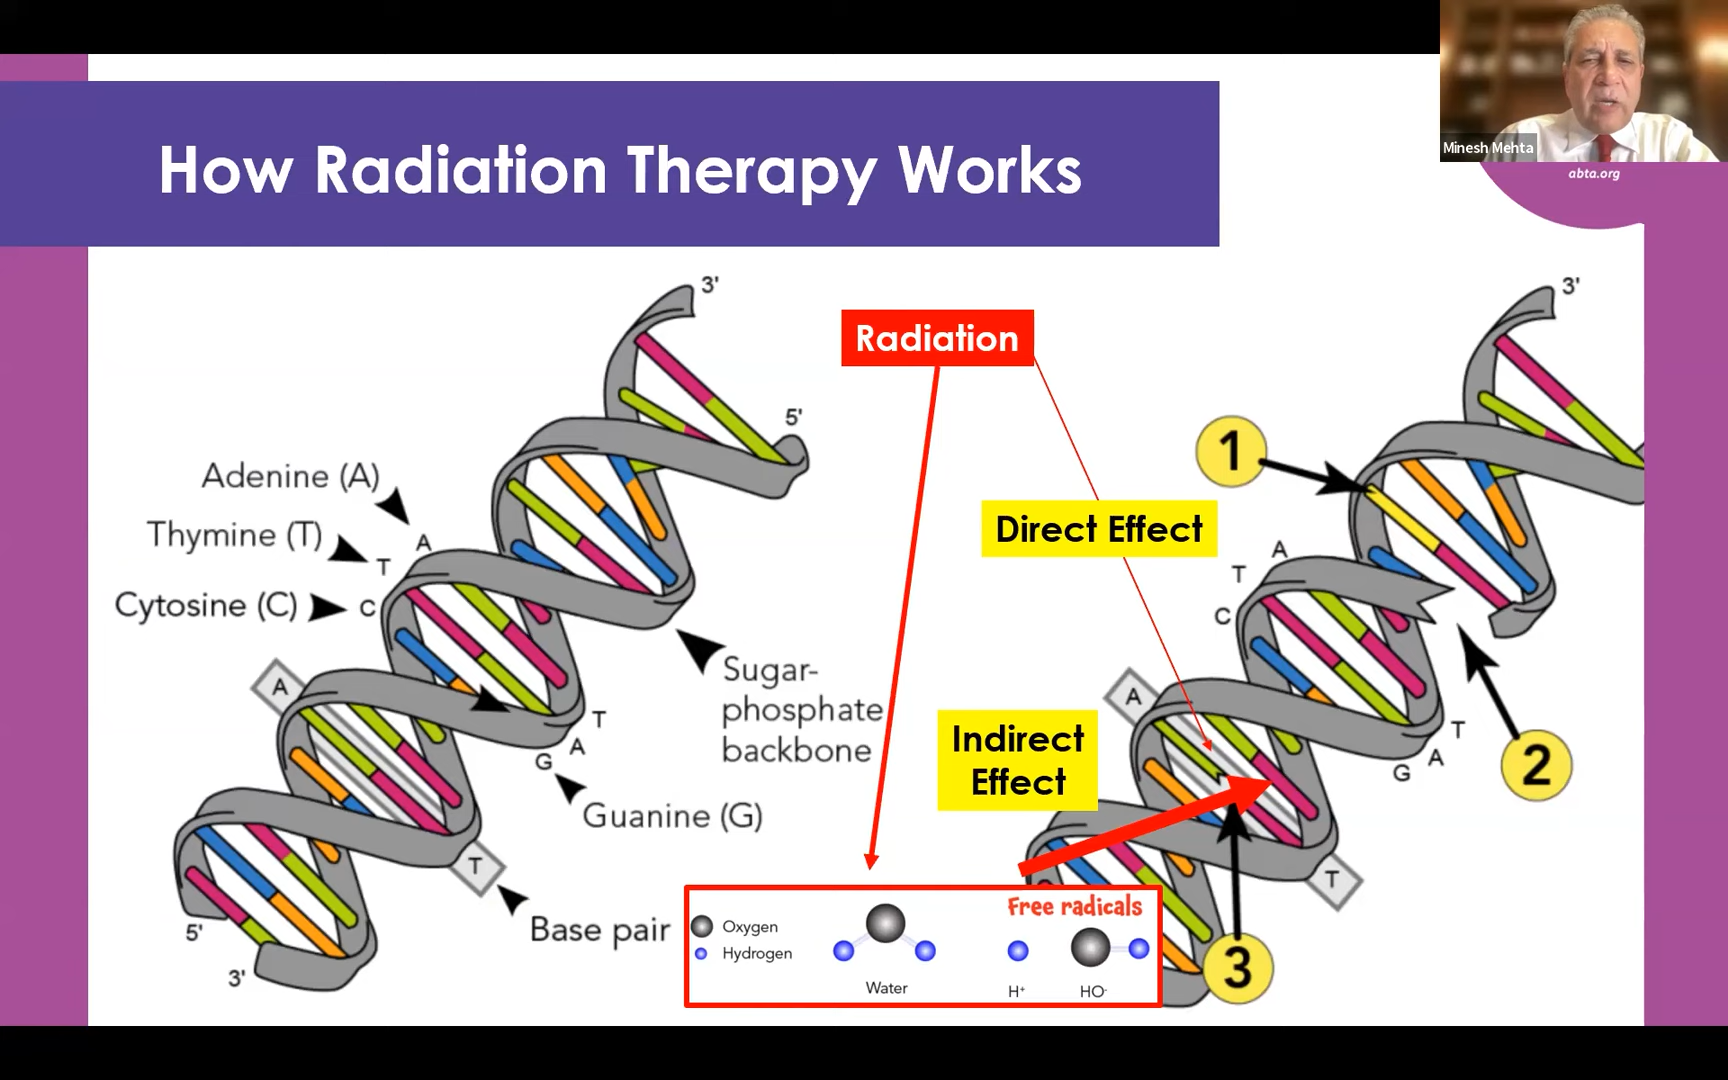 Minesh Mehta
abta.org
How Radiation Therapy Works
3'
5'
Adenine (A)
Thymine (T)
Cytosine (C)
A
T
C
A
Sugar-
phosphate
backbone
T
A
G
Guanine (G)
T
Base pair
5'
3'
Radiation
Direct Effect
Indirect
Effect
3'
1
A
T
C
A
T
A
G
2
T
3
Free radicals
Oxygen
Hydrogen
Water
H⁺
HO⁻